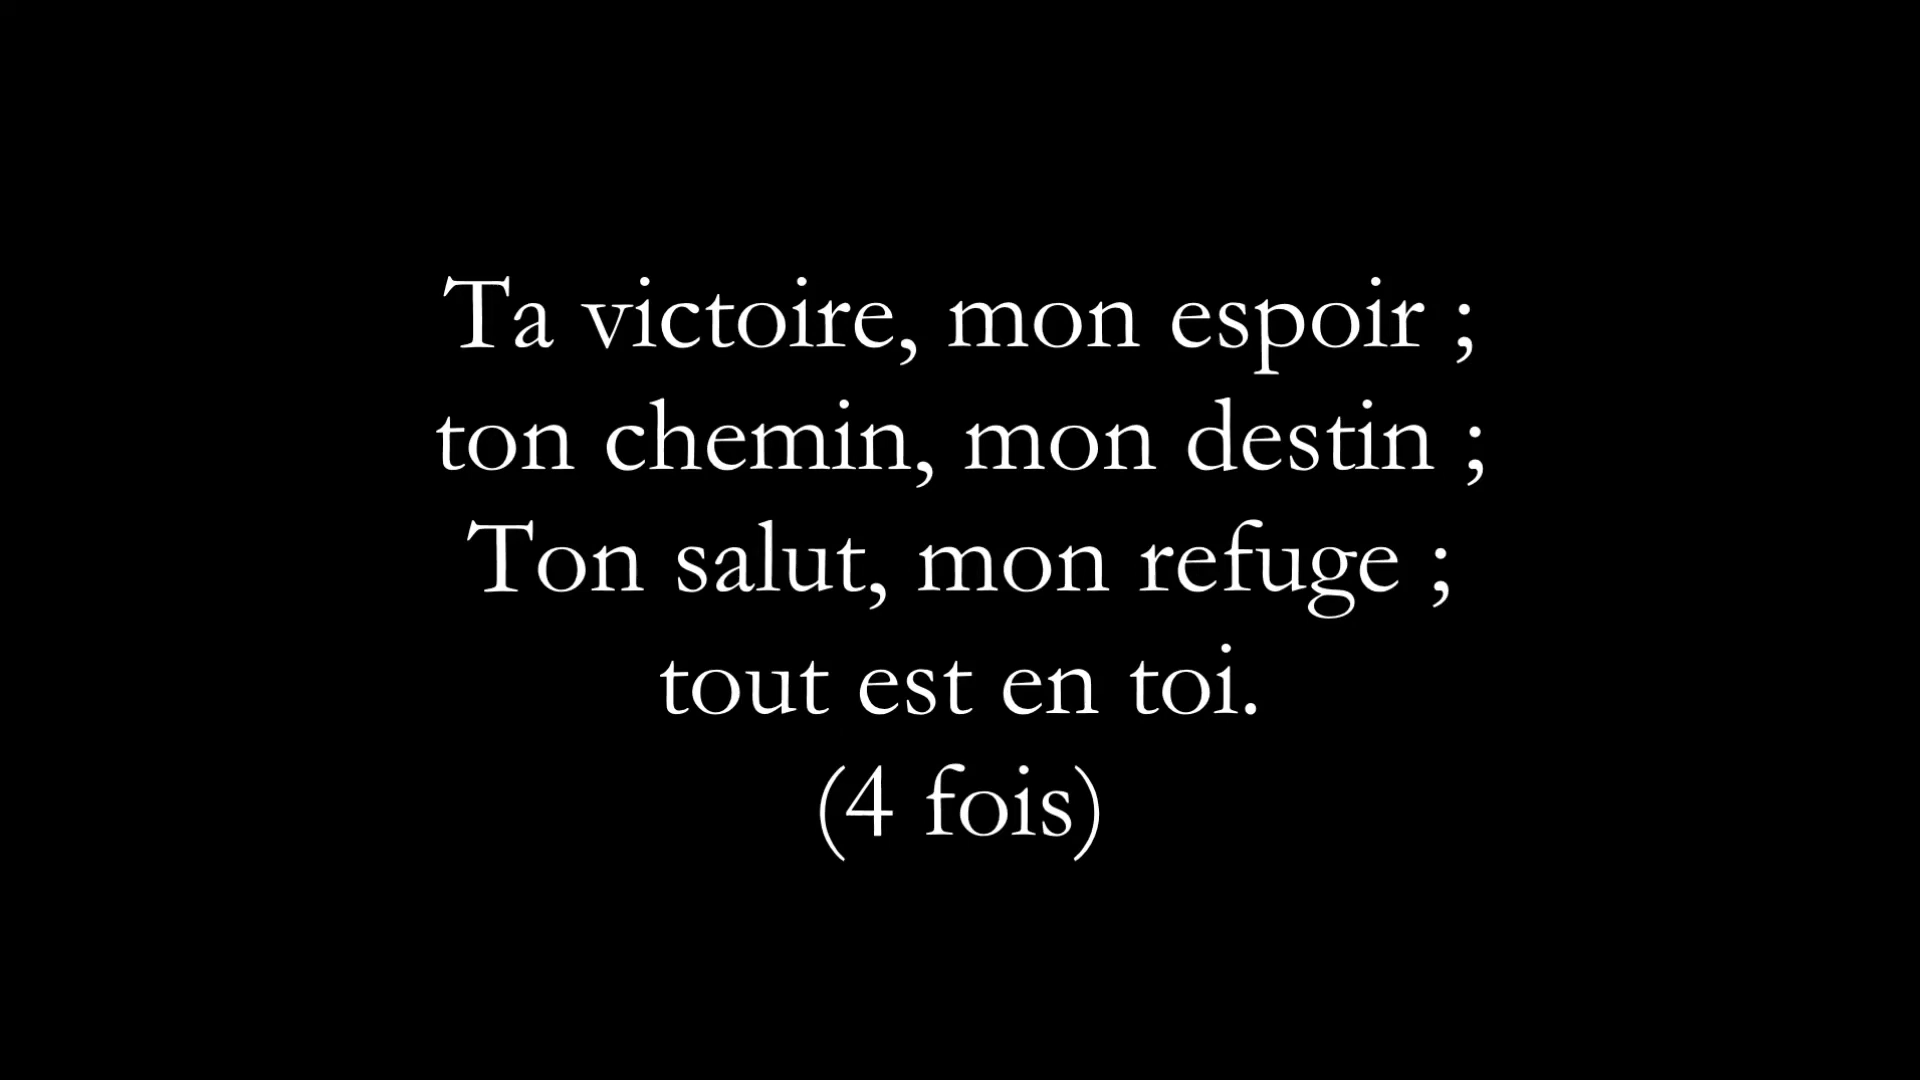 Ta victoire, mon espoir ;
ton chemin, mon destin ;
Ton salut, mon refuge ;
tout est en toi.
(4 fois)